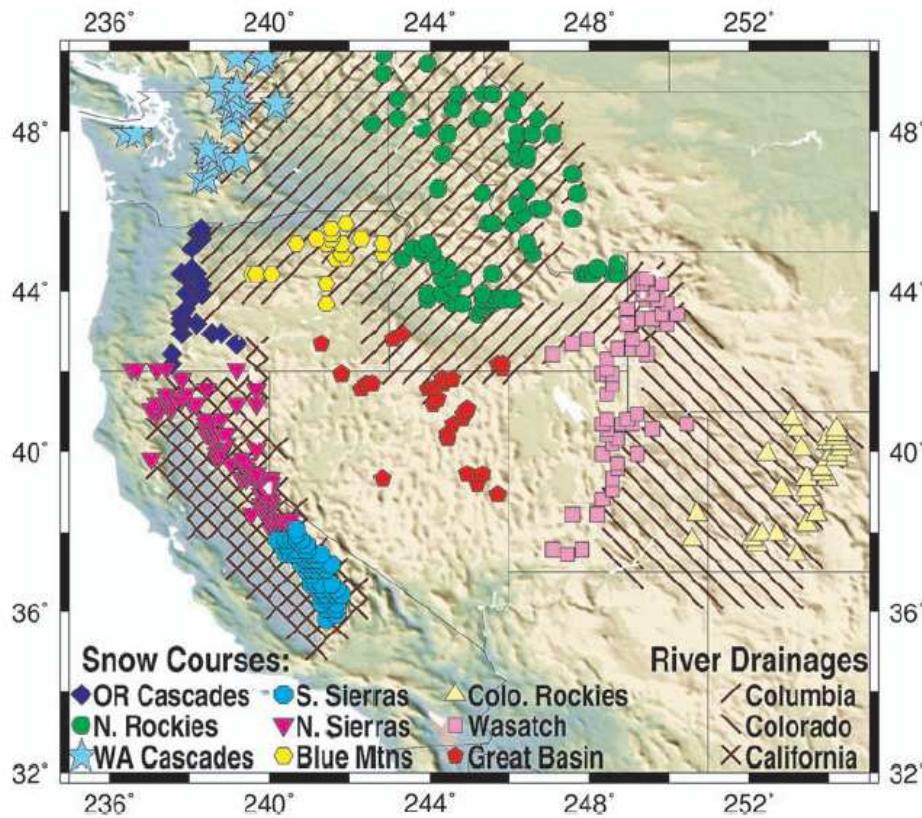 236° 240° 244° 248° 252°
48° 48°
44° 44°
40° 40°
36° 36°
Snow Courses: River Drainages
OR Cascades S. Sierras Colo. Rockies Columbia
N. Rockies N. Sierras Wasatch Colorado
WA Cascades Blue Mtns Great Basin California
32° 32°
236° 240° 244° 248° 252°